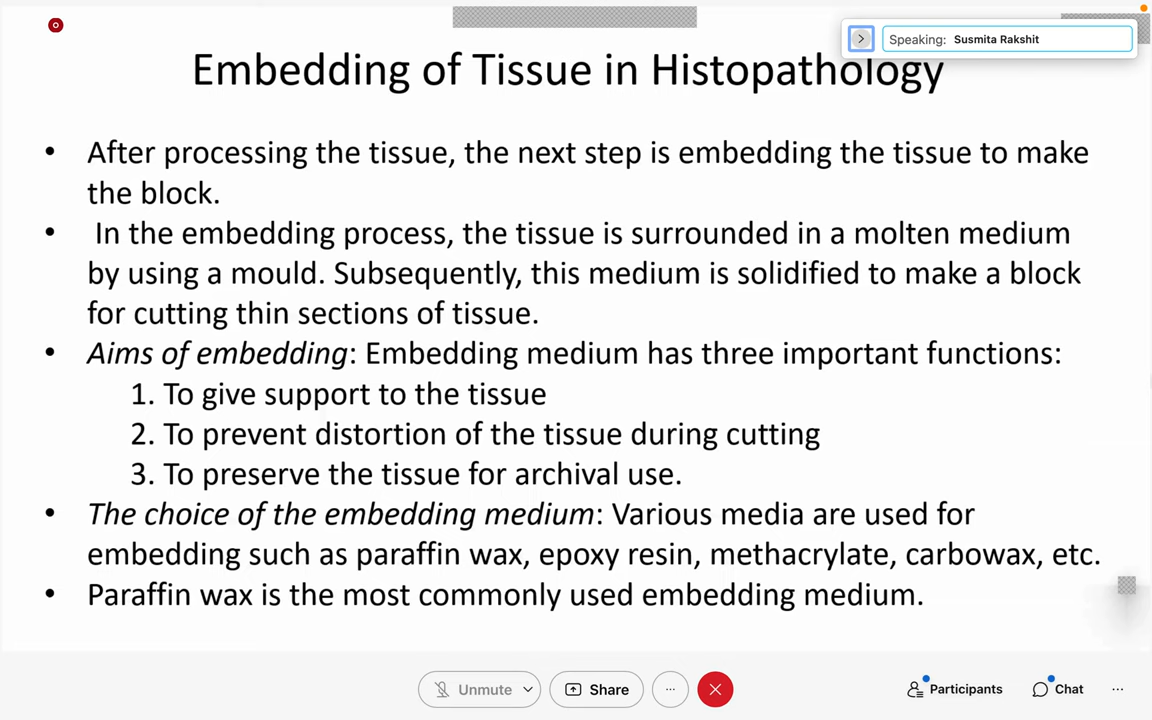 Speaking: Susmita Rakshit
Embedding of Tissue in Histopathology
• After processing the tissue, the next step is embedding the tissue to make
the block.
• In the embedding process, the tissue is surrounded in a molten medium
by using a mould. Subsequently, this medium is solidified to make a block
for cutting thin sections of tissue.
• Aims of embedding: Embedding medium has three important functions:
1. To give support to the tissue
2. To prevent distortion of the tissue during cutting
3. To preserve the tissue for archival use.
• The choice of the embedding medium: Various media are used for
embedding such as paraffin wax, epoxy resin, methacrylate, carbowax, etc.
• Paraffin wax is the most commonly used embedding medium.
Unmute Share ... Participants Chat ...